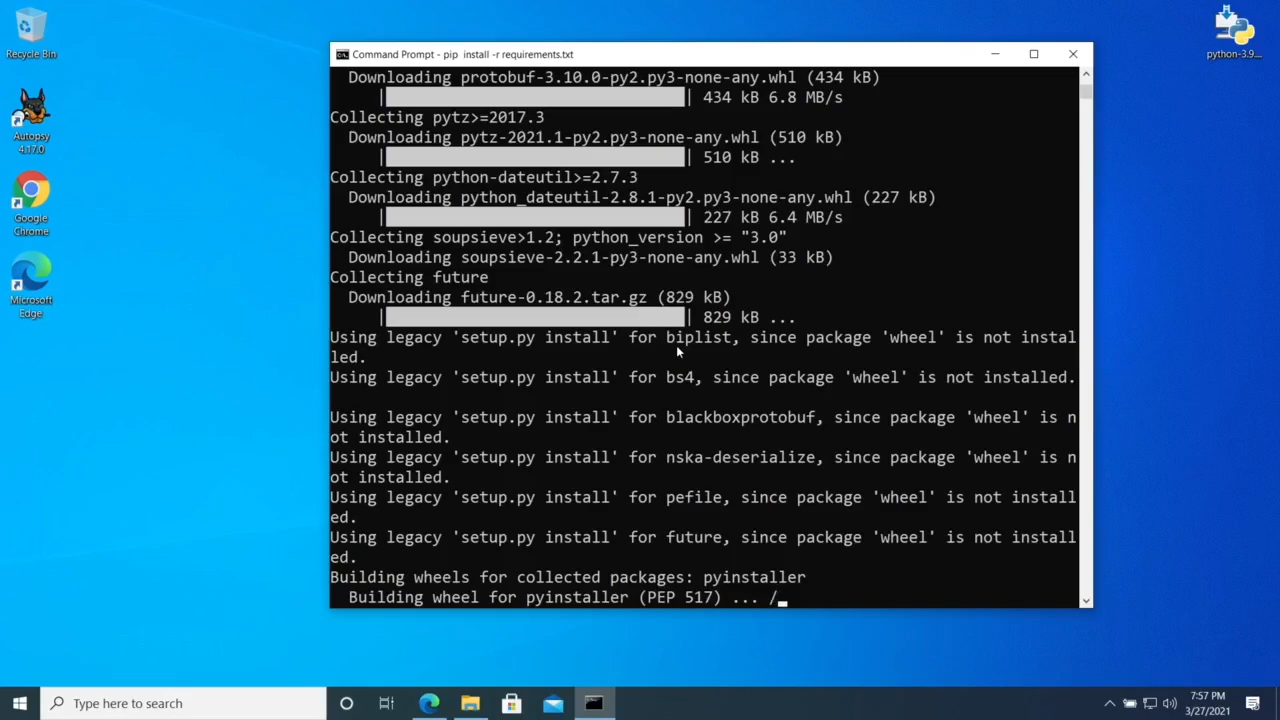 Recycle Bin
Autopsy
4.17.0
Google
Chrome
Microsoft
Edge
python-3.9...
Command Prompt - pip  install -r requirements.txt
Downloading protobuf-3.10.0-py2.py3-none-any.whl (434 kB)
|| 434 kB 6.8 MB/s
Collecting pytz>=2017.3
Downloading pytz-2021.1-py2.py3-none-any.whl (510 kB)
|| 510 kB ...
Collecting python-dateutil>=2.7.3
Downloading python_dateutil-2.8.1-py2.py3-none-any.whl (227 kB)
|| 227 kB 6.4 MB/s
Collecting soupsieve>1.2; python_version >= "3.0"
Downloading soupsieve-2.2.1-py3-none-any.whl (33 kB)
Collecting future
Downloading future-0.18.2.tar.gz (829 kB)
|| 829 kB ...
Using legacy 'setup.py install' for biplist, since package 'wheel' is not instal
led.
Using legacy 'setup.py install' for bs4, since package 'wheel' is not installed.
Using legacy 'setup.py install' for blackboxprotobuf, since package 'wheel' is n
ot installed.
Using legacy 'setup.py install' for nska-deserialize, since package 'wheel' is n
ot installed.
Using legacy 'setup.py install' for pefile, since package 'wheel' is not install
ed.
Using legacy 'setup.py install' for future, since package 'wheel' is not install
ed.
Building wheels for collected packages: pyinstaller
Building wheel for pyinstaller (PEP 517) ... /
Type here to search
7:57 PM
3/27/2021